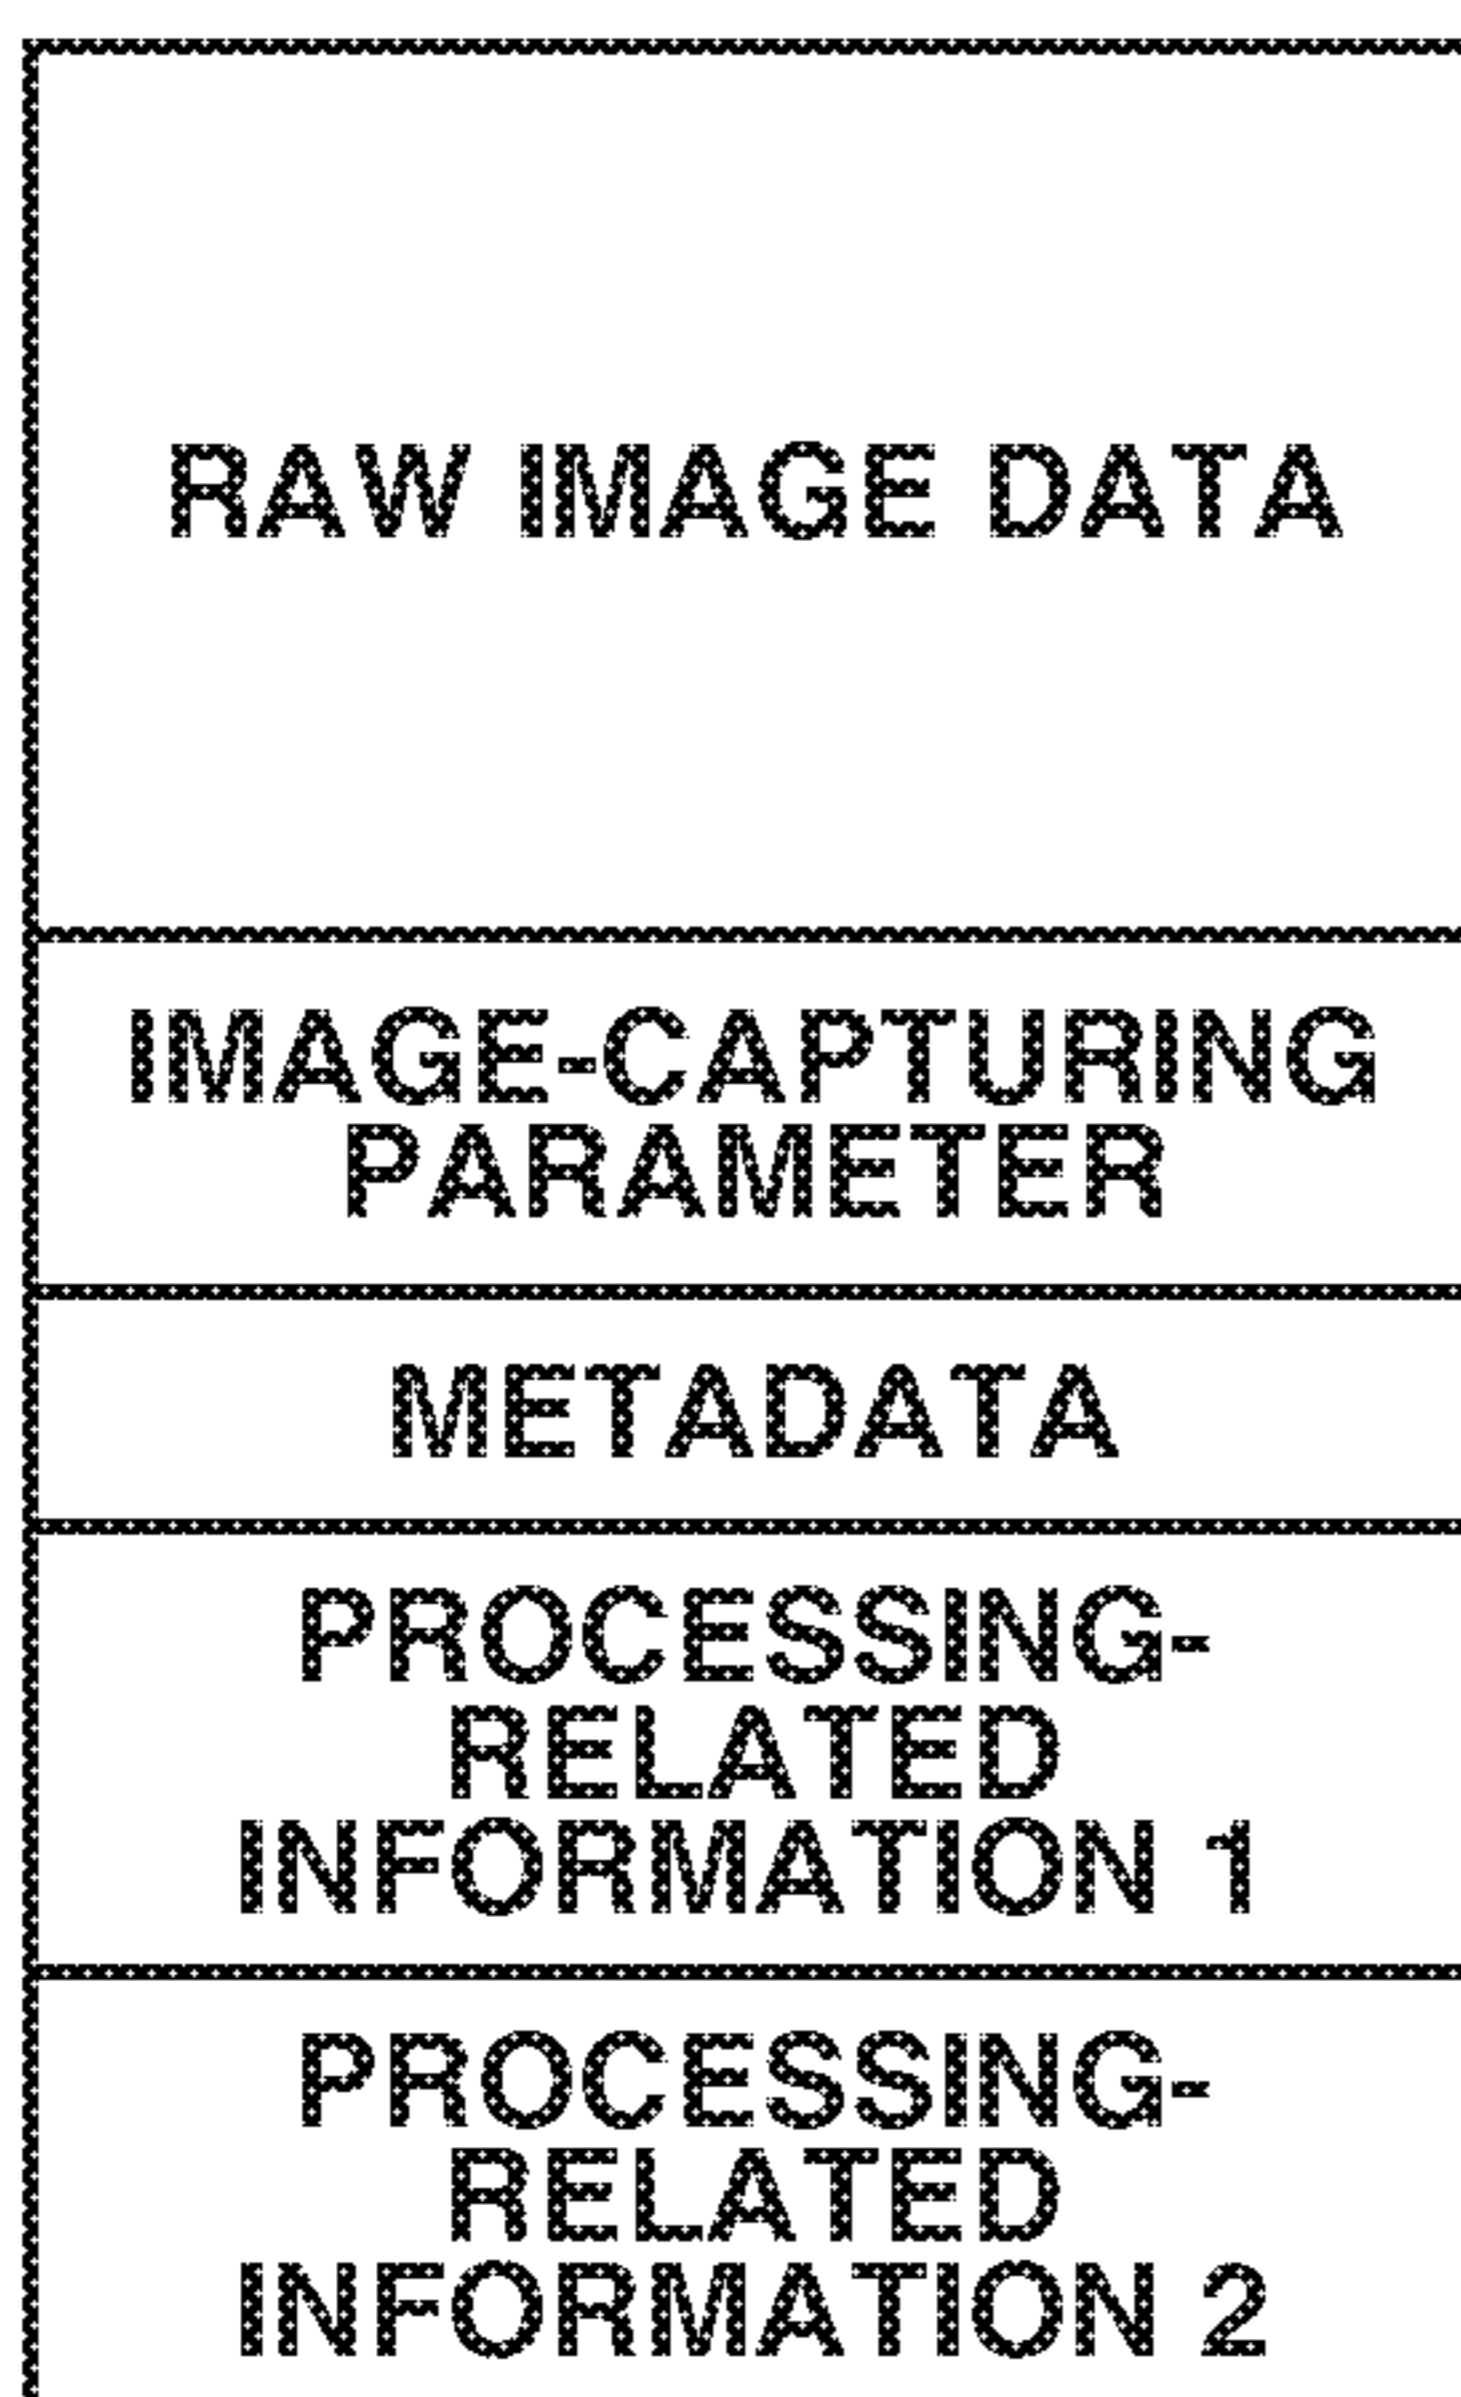 RAW IMAGE DATA
IMAGE-CAPTURING
PARAMETER
METADATA
PROCESSING-
RELATED
INFORMATION 1
PROCESSING-
RELATED
INFORMATION 2